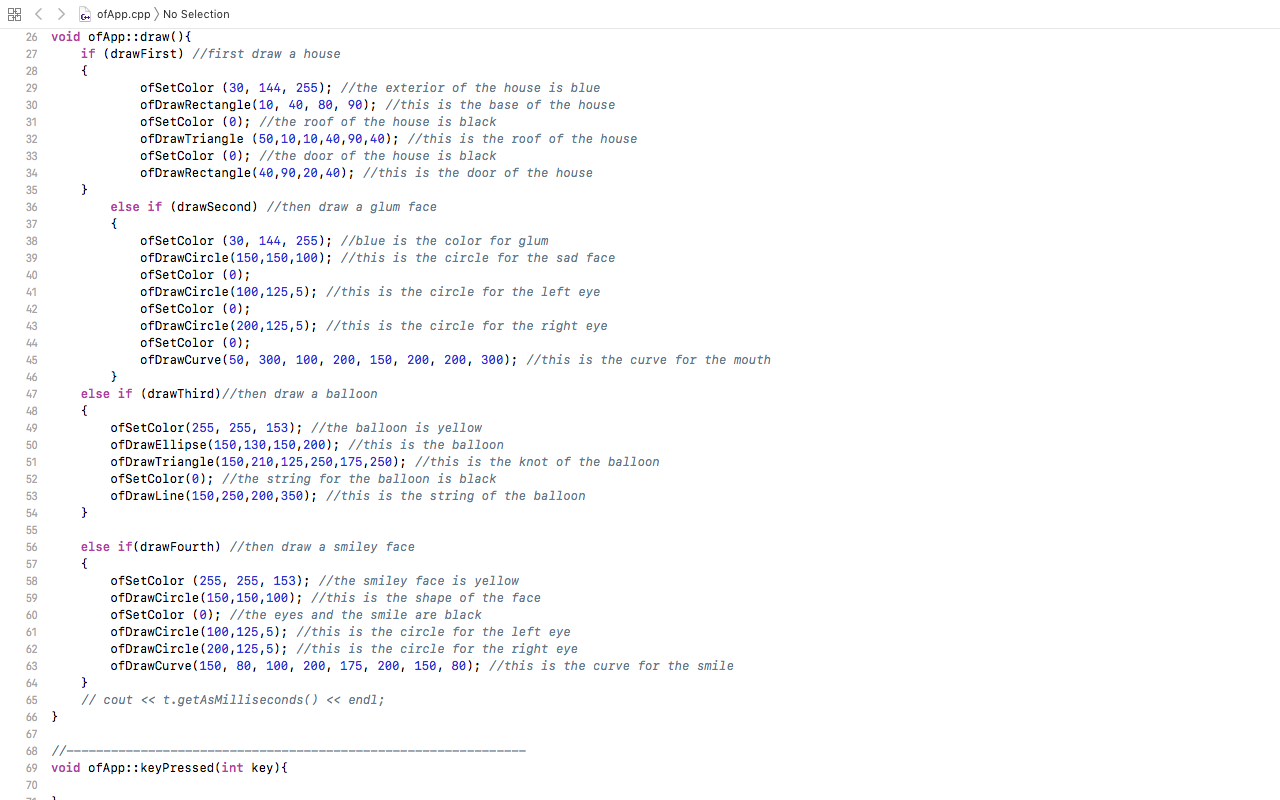 ofApp.cpp 〉No Selection
26 void ofApp::draw(){
27 if (drawFirst) //first draw a house
28 {
29 ofSetColor (30, 144, 255); //the exterior of the house is blue
30 ofDrawRectangle(10, 40, 80, 90); //this is the base of the house
31 ofSetColor (0); //the roof of the house is black
32 ofDrawTriangle (50,10,10,40,90,40); //this is the roof of the house
33 ofSetColor (0); //the door of the house is black
34 ofDrawRectangle(40,90,20,40); //this is the door of the house
35 }
36 else if (drawSecond) //then draw a glum face
37 {
38 ofSetColor (30, 144, 255); //blue is the color for glum
39 ofDrawCircle(150,150,100); //this is the circle for the sad face
40 ofSetColor (0);
41 ofDrawCircle(100,125,5); //this is the circle for the left eye
42 ofSetColor (0);
43 ofDrawCircle(200,125,5); //this is the circle for the right eye
44 ofSetColor (0);
45 ofDrawCurve(50, 300, 100, 200, 150, 200, 200, 300); //this is the curve for the mouth
46 }
47 else if (drawThird)//then draw a balloon
48 {
49 ofSetColor(255, 255, 153); //the balloon is yellow
50 ofDrawEllipse(150,130,150,200); //this is the balloon
51 ofDrawTriangle(150,210,125,250,175,250); //this is the knot of the balloon
52 ofSetColor(0); //the string for the balloon is black
53 ofDrawLine(150,250,200,350); //this is the string of the balloon
54 }
55
56 else if(drawFourth) //then draw a smiley face
57 {
58 ofSetColor (255, 255, 153); //the smiley face is yellow
59 ofDrawCircle(150,150,100); //this is the shape of the face
60 ofSetColor (0); //the eyes and the smile are black
61 ofDrawCircle(100,125,5); //this is the circle for the left eye
62 ofDrawCircle(200,125,5); //this is the circle for the right eye
63 ofDrawCurve(150, 80, 100, 200, 175, 200, 150, 80); //this is the curve for the smile
64 }
65 // cout << t.getAsMilliseconds() << endl;
66 }
67
68 //--------------------------------------------------------------
69 void ofApp::keyPressed(int key){
70